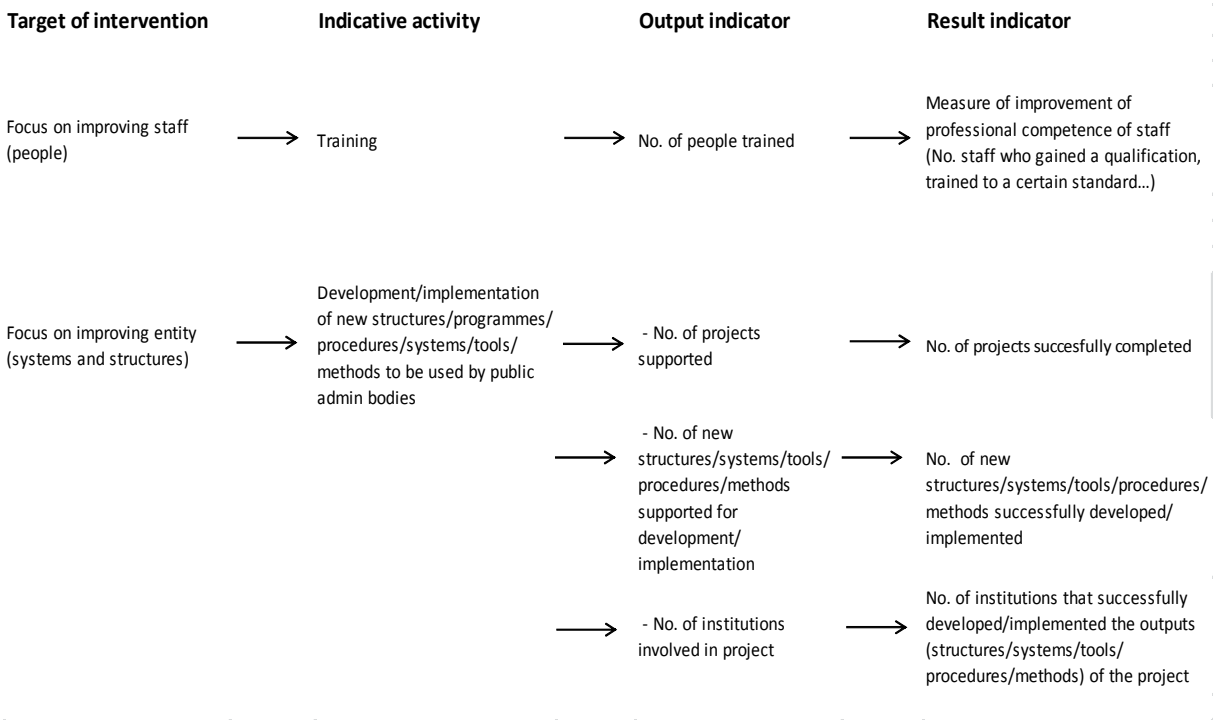 Target of intervention
Indicative activity
Output indicator
Result indicator
Focus on improving staff
(people)
Training
No. of people trained
Measure of improvement of
professional competence of staff
(No. staff who gained a qualification,
trained to a certain standard...)
Focus on improving entity
(systems and structures)
Development/implementation
of new structures/programmes/
procedures/systems/tools/
methods to be used by public
admin bodies
- No. of projects
supported
No. of projects succesfully completed
- No. of new
structures/systems/tools/
procedures/methods
supported for
development/
implementation
No. of new
structures/systems/tools/procedures/
methods successfully developed/
implemented
- No. of institutions
involved in project
No. of institutions that successfully
developed/implemented the outputs
(structures/systems/tools/
procedures/methods) of the project